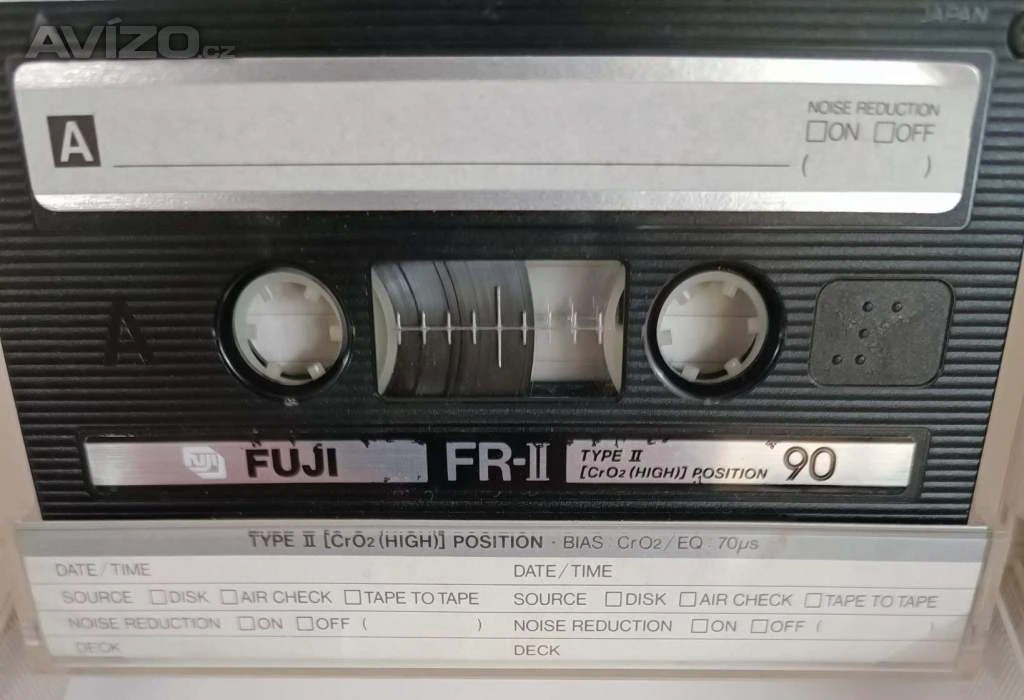 AVÍZO.cz
JAPAN
NOISE REDUCTION
A
☐ON ☐OFF
( )
A
FUJI FUJI FR-II TYPE II 90
[CrO2(HIGH)] POSITION
TYPE II [CrO2(HIGH)] POSITION · BIAS : CrO2/EQ : 70μs
DATE/TIME DATE/TIME
SOURCE ☐DISK ☐AIR CHECK ☐TAPE TO TAPE SOURCE ☐DISK ☐AIR CHECK ☐TAPE TO TAPE
NOISE REDUCTION ☐ON ☐OFF ( ) NOISE REDUCTION ☐ON ☐OFF ( )
DECK DECK